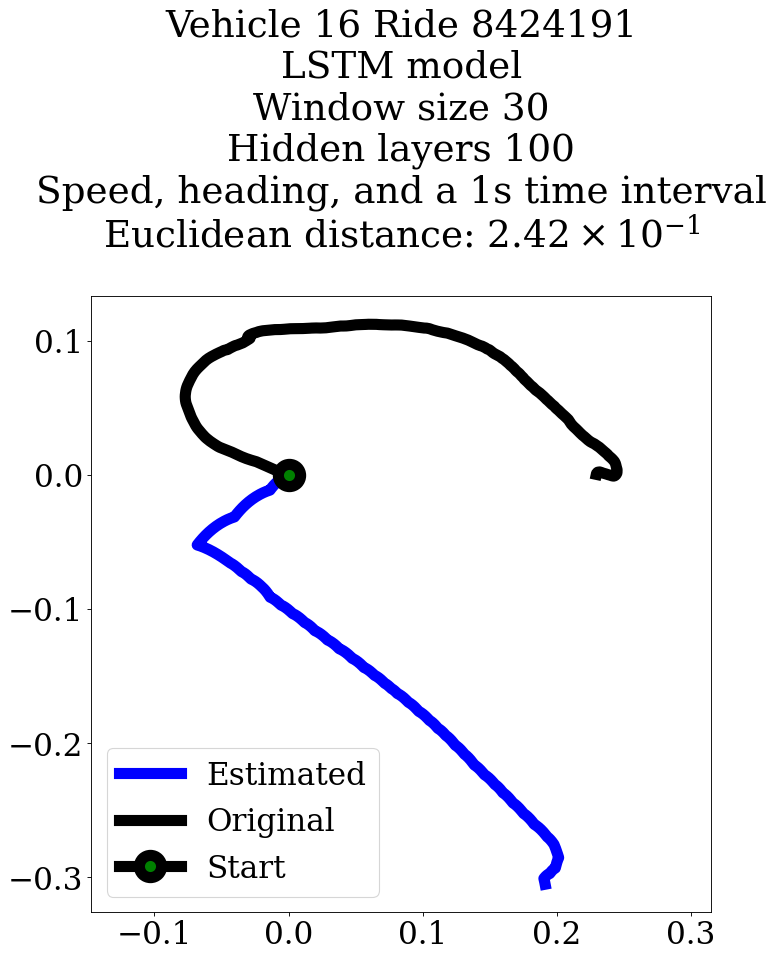 Vehicle 16 Ride 8424191
LSTM model
Window size 30
Hidden layers 100
Speed, heading, and a 1s time interval
Euclidean distance: 2.42 × 10⁻¹
0.1
0.0
−0.1
−0.2
−0.3
Estimated
Original
Start
−0.1 0.0 0.1 0.2 0.3